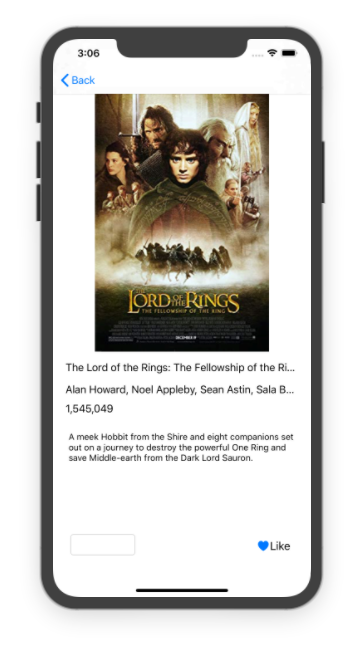 3:06
Back
THE
LORD OF THE RINGS
THE FELLOWSHIP OF THE RING
The Lord of the Rings: The Fellowship of the Ri...
Alan Howard, Noel Appleby, Sean Astin, Sala B...
1,545,049
A meek Hobbit from the Shire and eight companions set
out on a journey to destroy the powerful One Ring and
save Middle-earth from the Dark Lord Sauron.
Like